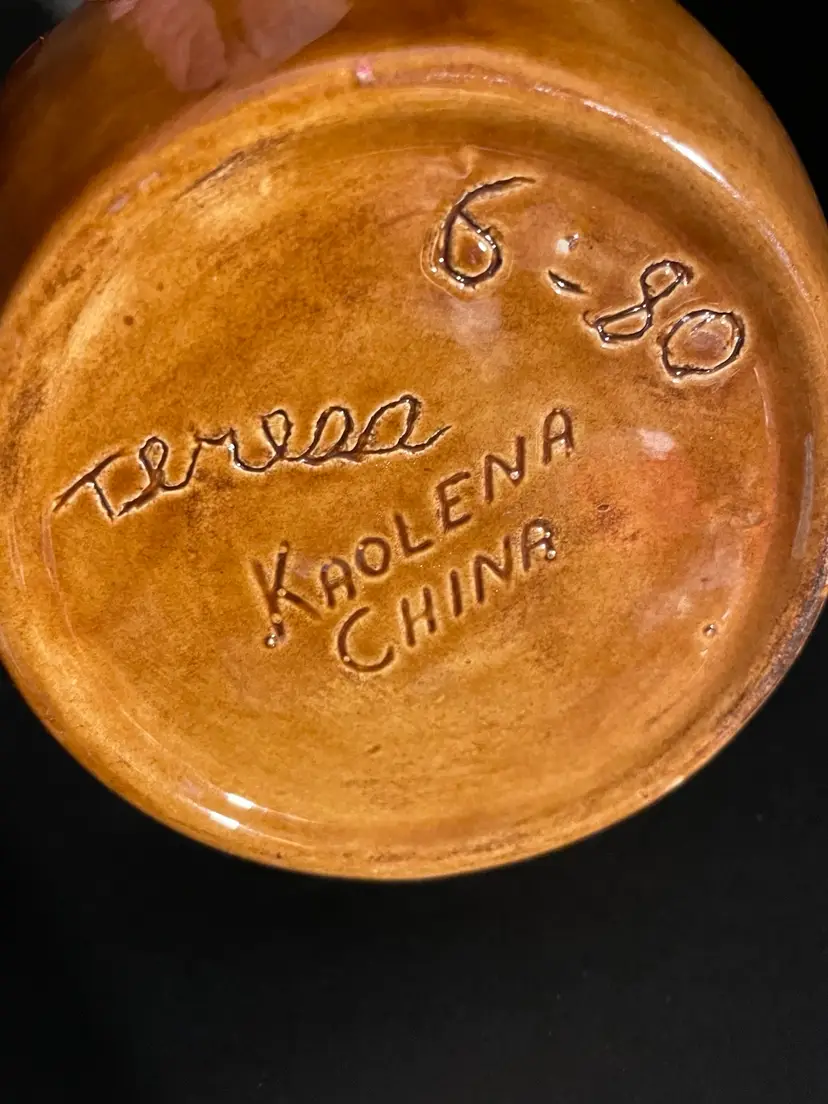 6-80
Teresa
KAOLENA
CHINA